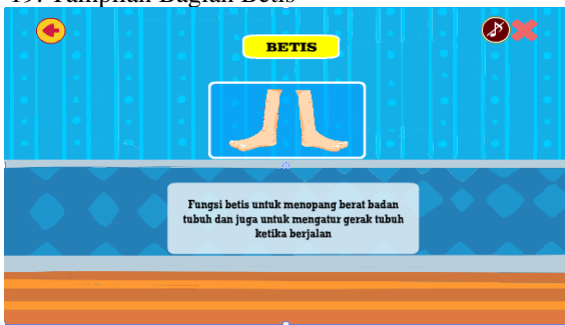 19. Tampilan Bagian Betis
BETIS
Fungsi betis untuk menopang berat badan
tubuh dan juga untuk mengatur gerak tubuh
ketika berjalan